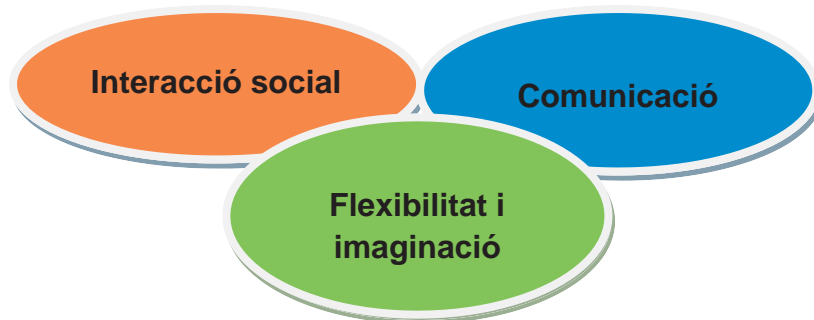 Interacció social
Comunicació
Flexibilitat i
imaginació